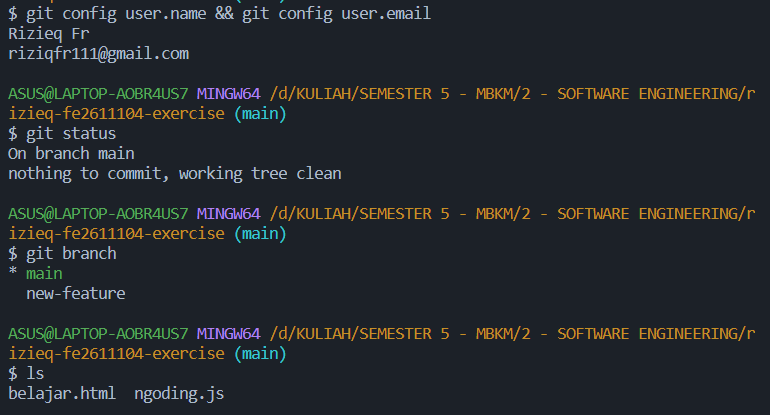 $ git config user.name && git config user.email
Rizieq Fr
riziqfr111@gmail.com
ASUS@LAPTOP-AOBR4US7 MINGW64 /d/KULIAH/SEMESTER 5 - MBKM/2 - SOFTWARE ENGINEERING/r
izieq-fe2611104-exercise (main)
$ git status
On branch main
nothing to commit, working tree clean
ASUS@LAPTOP-AOBR4US7 MINGW64 /d/KULIAH/SEMESTER 5 - MBKM/2 - SOFTWARE ENGINEERING/r
izieq-fe2611104-exercise (main)
$ git branch
* main
  new-feature
ASUS@LAPTOP-AOBR4US7 MINGW64 /d/KULIAH/SEMESTER 5 - MBKM/2 - SOFTWARE ENGINEERING/r
izieq-fe2611104-exercise (main)
$ ls
belajar.html  ngoding.js